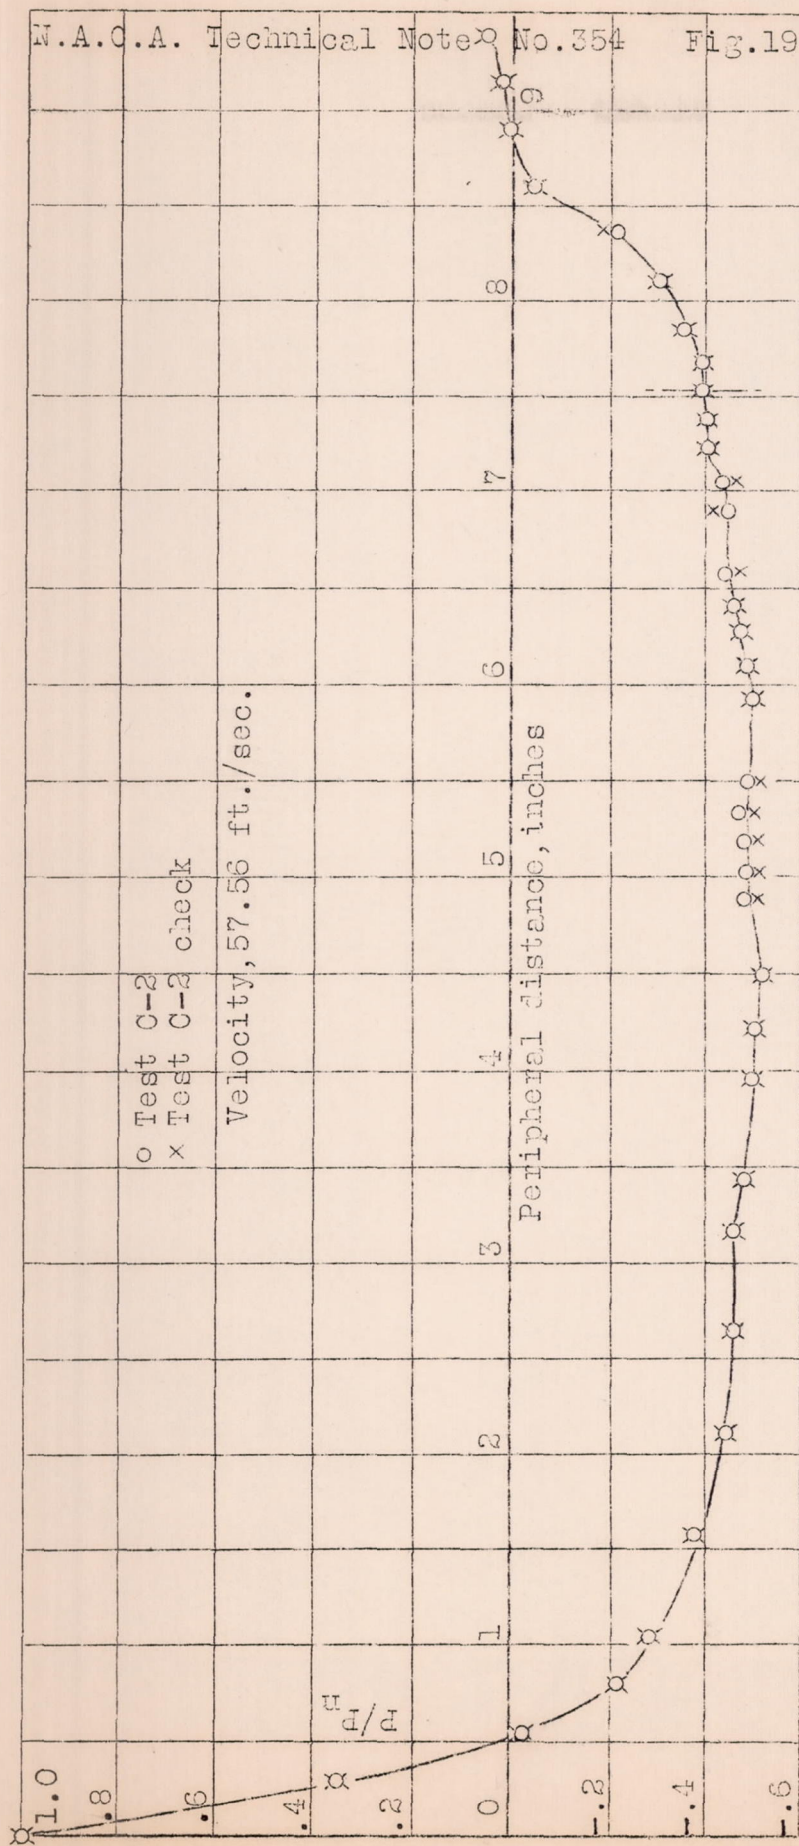 N.A.C.A. Technical Note No.354 Fig.19
o Test C-2
x Test C-2 check
Velocity,57.56 ft./sec.
P/Pn
1.0 .8 .6 .4 .2 0 -.2 -.4 -.6
1 2 3 4 5 6 7 8 9
Peripheral distance,inches